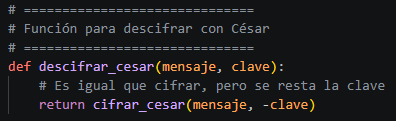 # ==============================
# Función para descifrar con César
# ==============================
def descifrar_cesar(mensaje, clave):
    # Es igual que cifrar, pero se resta la clave
    return cifrar_cesar(mensaje, -clave)